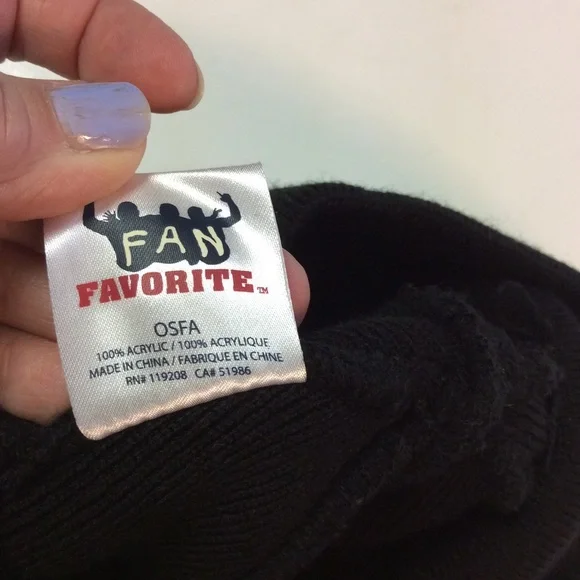 FAN
FAVORITE™
OSFA
100% ACRYLIC / 100% ACRYLIQUE
MADE IN CHINA / FABRIQUE EN CHINE
RN# 119208 CA# 51986